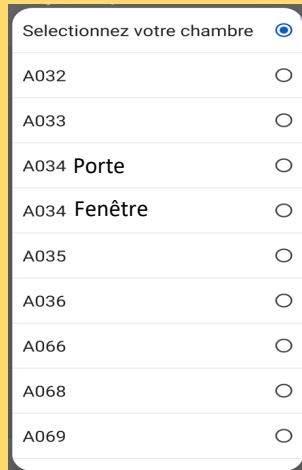 Selectionnez votre chambre
A032
A033
A034 Porte
A034 Fenêtre
A035
A036
A066
A068
A069